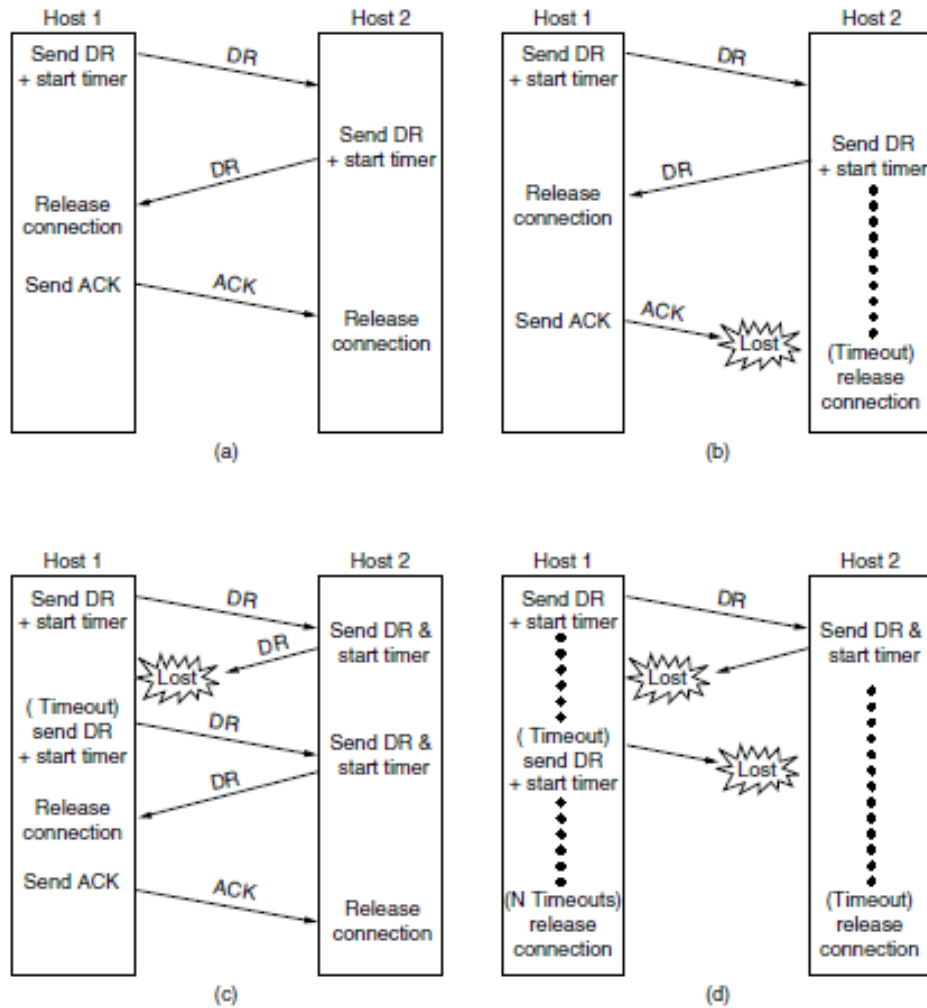 Host 1
Host 2
Send DR
+ start timer
DR
Send DR
+ start timer
DR
Release
connection
Send ACK
ACK
Release
connection
(a)
Host 1
Host 2
Send DR
+ start timer
DR
Send DR
+ start timer
DR
Release
connection
Send ACK
ACK
Lost
(Timeout)
release
connection
(b)
Host 1
Host 2
Send DR
+ start timer
DR
Send DR &
start timer
DR
Lost
( Timeout)
send DR
+ start timer
DR
Send DR &
start timer
DR
Release
connection
Send ACK
ACK
Release
connection
(c)
Host 1
Host 2
Send DR
+ start timer
DR
Send DR &
start timer
Lost
( Timeout)
send DR
+ start timer
Lost
(N Timeouts)
release
connection
(Timeout)
release
connection
(d)